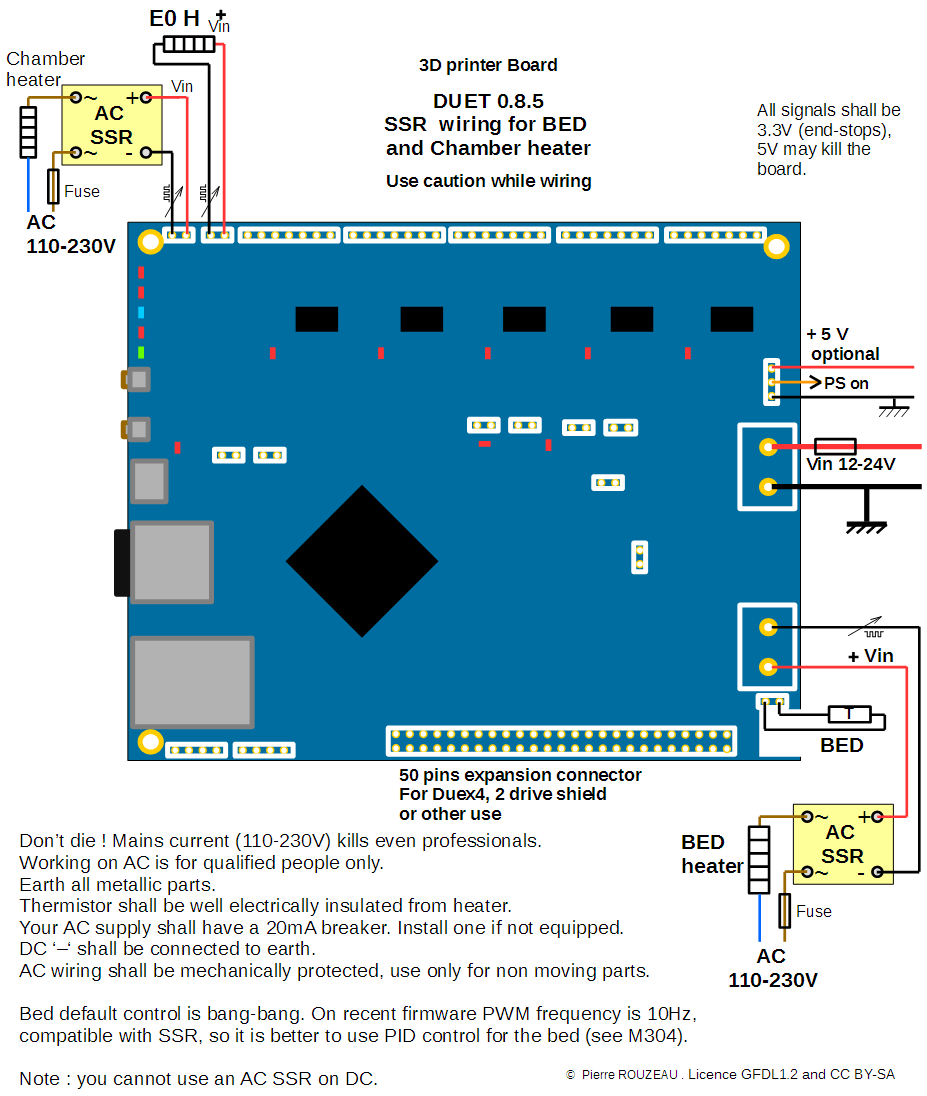 E0 H
+
Vin
Chamber
heater
Vin
~
+
AC
SSR
~
-
Fuse
AC
110-230V
3D printer Board
DUET 0.8.5
SSR wiring for BED
and Chamber heater
Use caution while wiring
All signals shall be
3.3V (end-stops),
5V may kill the
board.
+ 5 V
optional
PS on
Vin 12-24V
+ Vin
T
BED
50 pins expansion connector
For Duex4, 2 drive shield
or other use
BED
heater
~
+
AC
SSR
~
-
Fuse
AC
110-230V
Don't die ! Mains current (110-230V) kills even professionals.
Working on AC is for qualified people only.
Earth all metallic parts.
Thermistor shall be well electrically insulated from heater.
Your AC supply shall have a 20mA breaker. Install one if not equipped.
DC ‘–‘ shall be connected to earth.
AC wiring shall be mechanically protected, use only for non moving parts.
Bed default control is bang-bang. On recent firmware PWM frequency is 10Hz,
compatible with SSR, so it is better to use PID control for the bed (see M304).
Note : you cannot use an AC SSR on DC.
© Pierre ROUZEAU . Licence GFDL1.2 and CC BY-SA